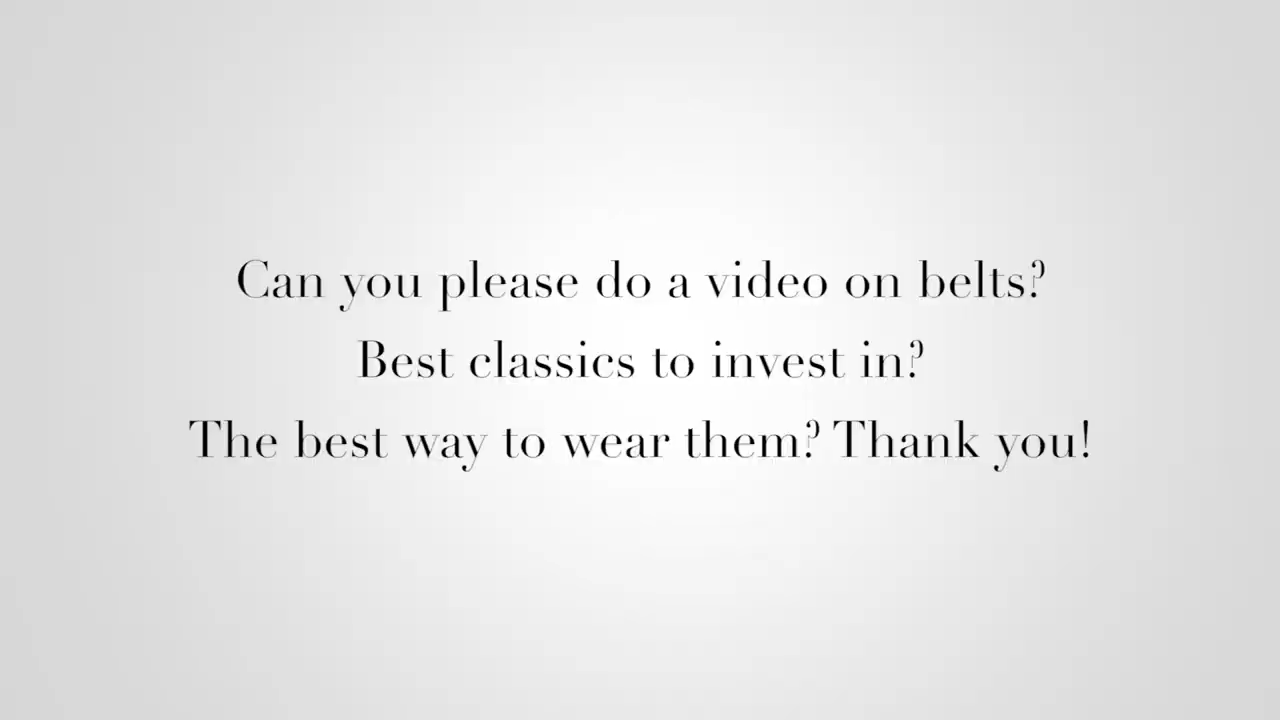 Can you please do a video on belts?
Best classics to invest in?
The best way to wear them? Thank you!